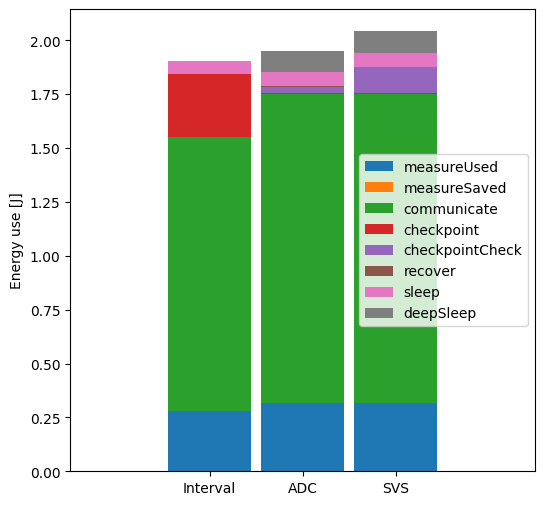 2.00
1.75
1.50
1.25
1.00
0.75
0.50
0.25
0.00
Energy use [J]
Interval
ADC
SVS
measureUsed
measureSaved
communicate
checkpoint
checkpointCheck
recover
sleep
deepSleep